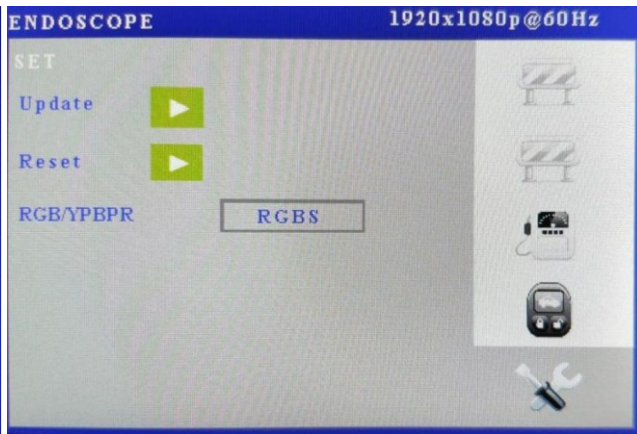 ENDOSCOPE 1920x1080p@60Hz
SET
Update
Reset
RGB/YPBPR RGBS